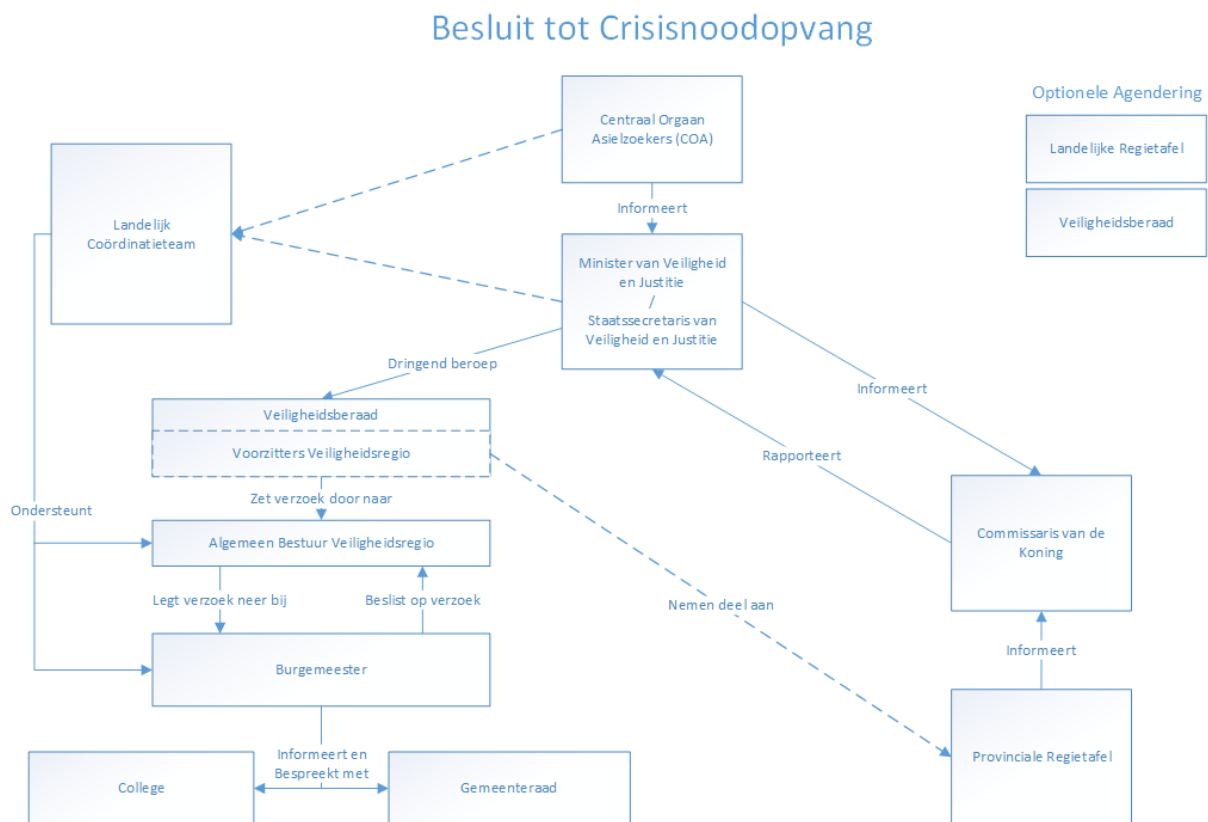 Besluit tot Crisisnoodopvang
Optionele Agendering
Centraal Orgaan
Asielzoekers (COA)
Landelijke Regietafel
Veiligheidsberaad
Landelijk
Coördinatieteam
Informeert
Minister van Veiligheid
en Justitie
/
Staatssecretaris van
Veiligheid en Justitie
Dringend beroep
Informeert
Veiligheidsberaad
Voorzitters Veiligheidsregio
Rapporteert
Zet verzoek door naar
Ondersteunt
Algemeen Bestuur Veiligheidsregio
Commissaris van de
Koning
Legt verzoek neer bij
Beslist op verzoek
Nemen deel aan
Informeert
Burgemeester
Informeert en
Bespreekt met
College
Gemeenteraad
Provinciale Regietafel